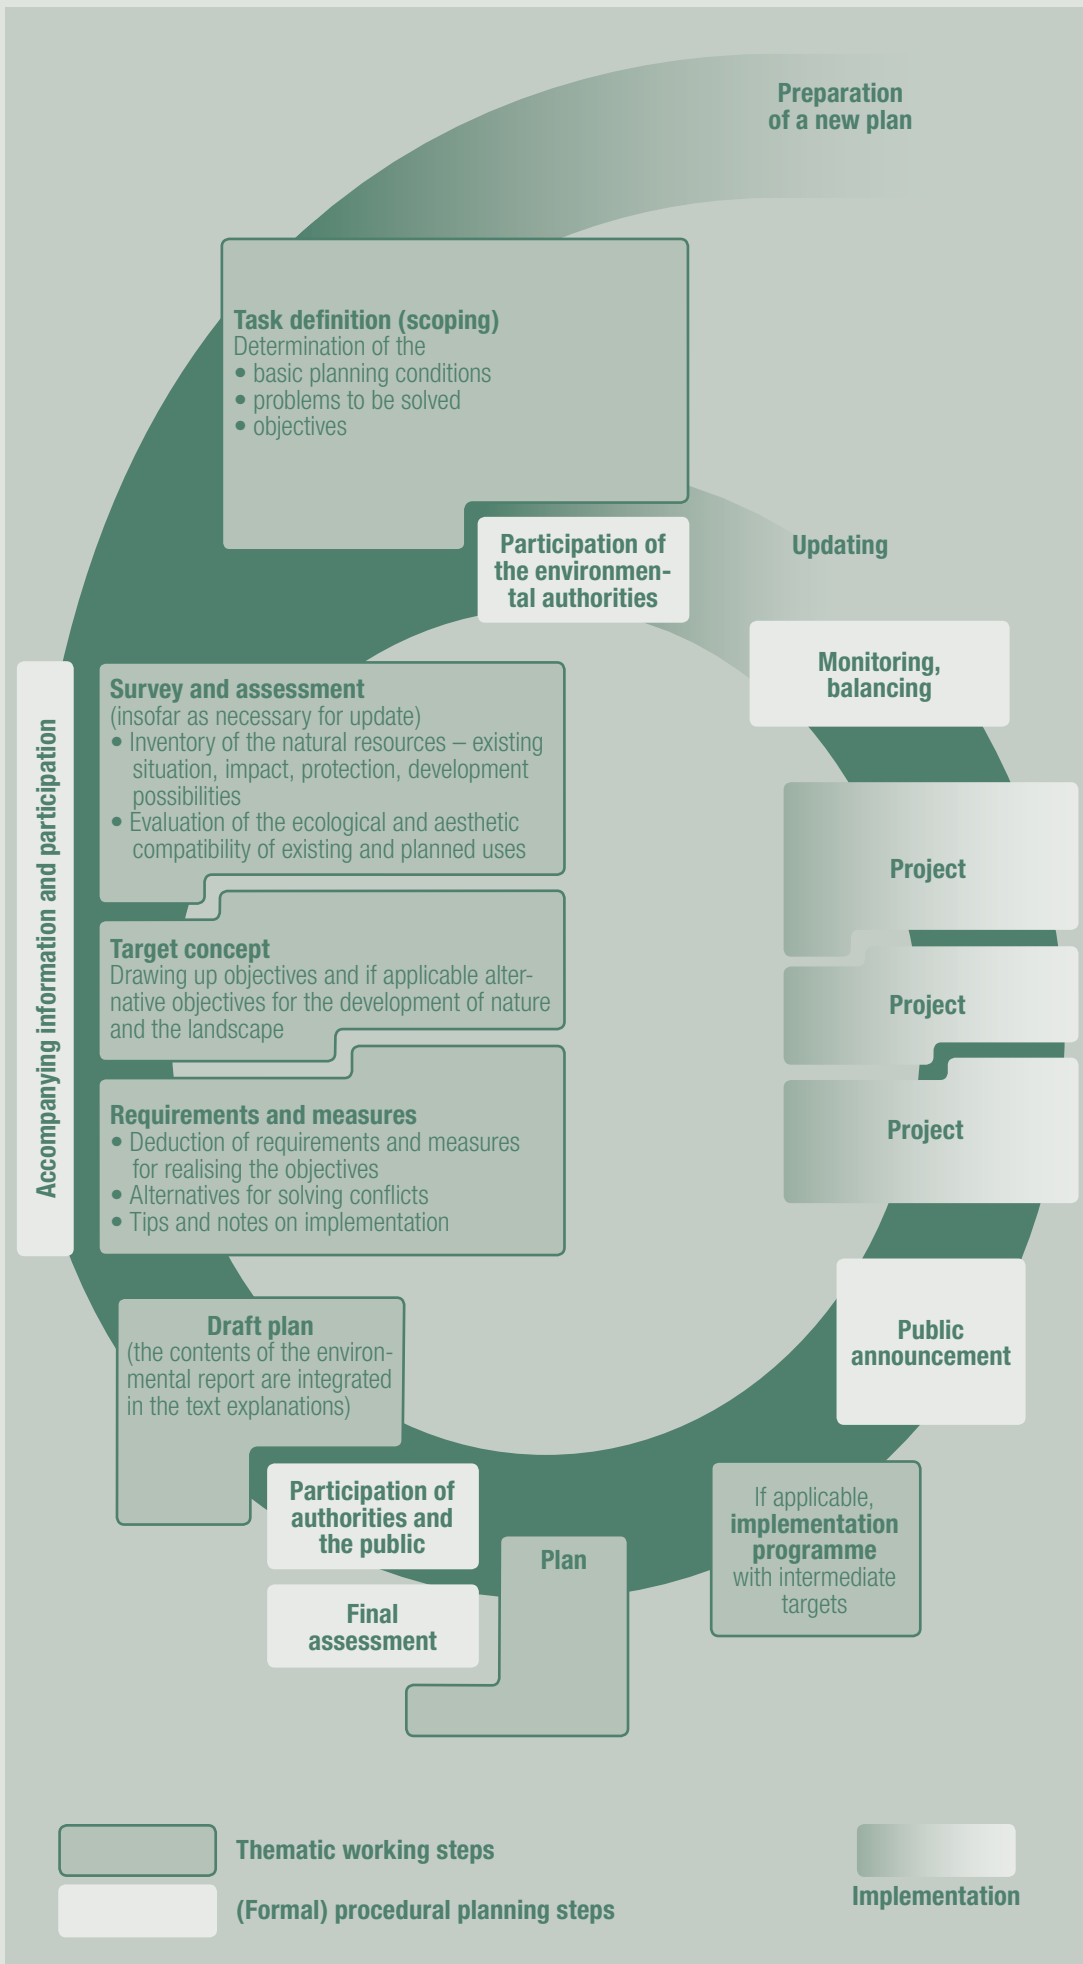 Preparation
of a new plan
Task definition (scoping)
Determination of the
• basic planning conditions
• problems to be solved
• objectives
Participation of
the environmen-
tal authorities
Updating
Monitoring,
balancing
Accompanying information and participation
Survey and assessment
(insofar as necessary for update)
• Inventory of the natural resources – existing
situation, impact, protection, development
possibilities
• Evaluation of the ecological and aesthetic
compatibility of existing and planned uses
Project
Target concept
Drawing up objectives and if applicable alter-
native objectives for the development of nature
and the landscape
Project
Requirements and measures
• Deduction of requirements and measures
for realising the objectives
• Alternatives for solving conflicts
• Tips and notes on implementation
Project
Draft plan
(the contents of the environ-
mental report are integrated
in the text explanations)
Public
announcement
Participation of
authorities and
the public
Final
assessment
Plan
If applicable,
implementation
programme
with intermediate
targets
Thematic working steps
(Formal) procedural planning steps
Implementation